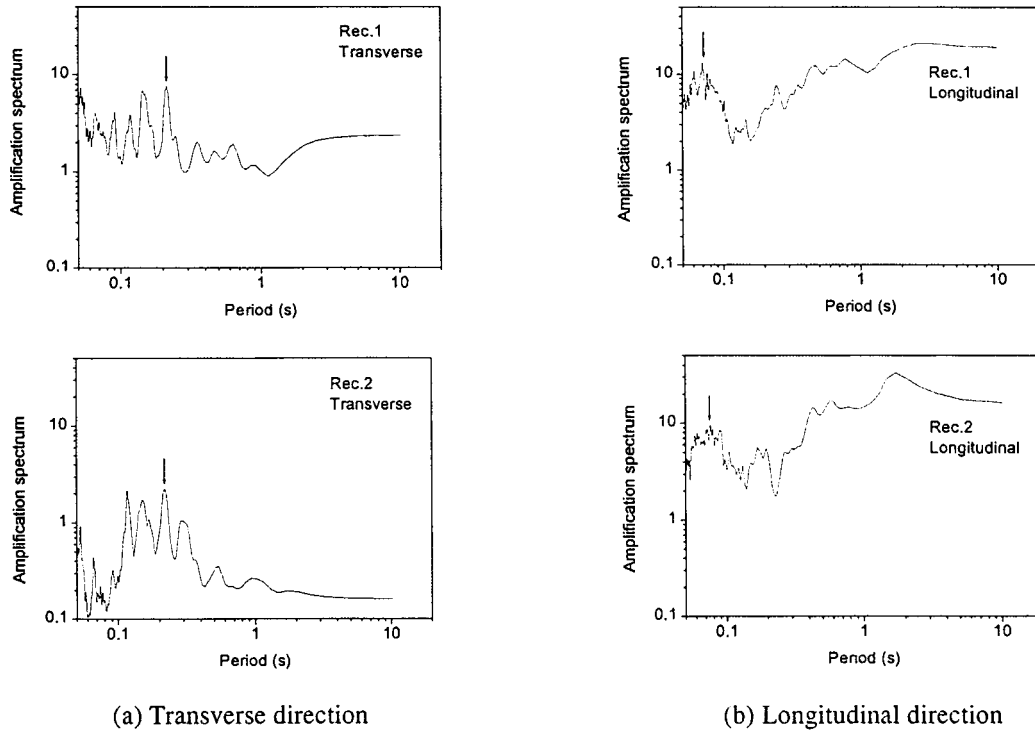 Rec.1
Transverse
10
1
0.1
Amplification spectrum
0.1
1
10
Period (s)
Rec.1
Longitudinal
10
1
0.1
Amplification spectrum
0.1
1
10
Period (s)
Rec.2
Transverse
10
1
0.1
Amplification spectrum
0.1
1
10
Period (s)
Rec.2
Longitudinal
10
1
0.1
Amplification spectrum
0.1
1
10
Period (s)
(a) Transverse direction
(b) Longitudinal direction